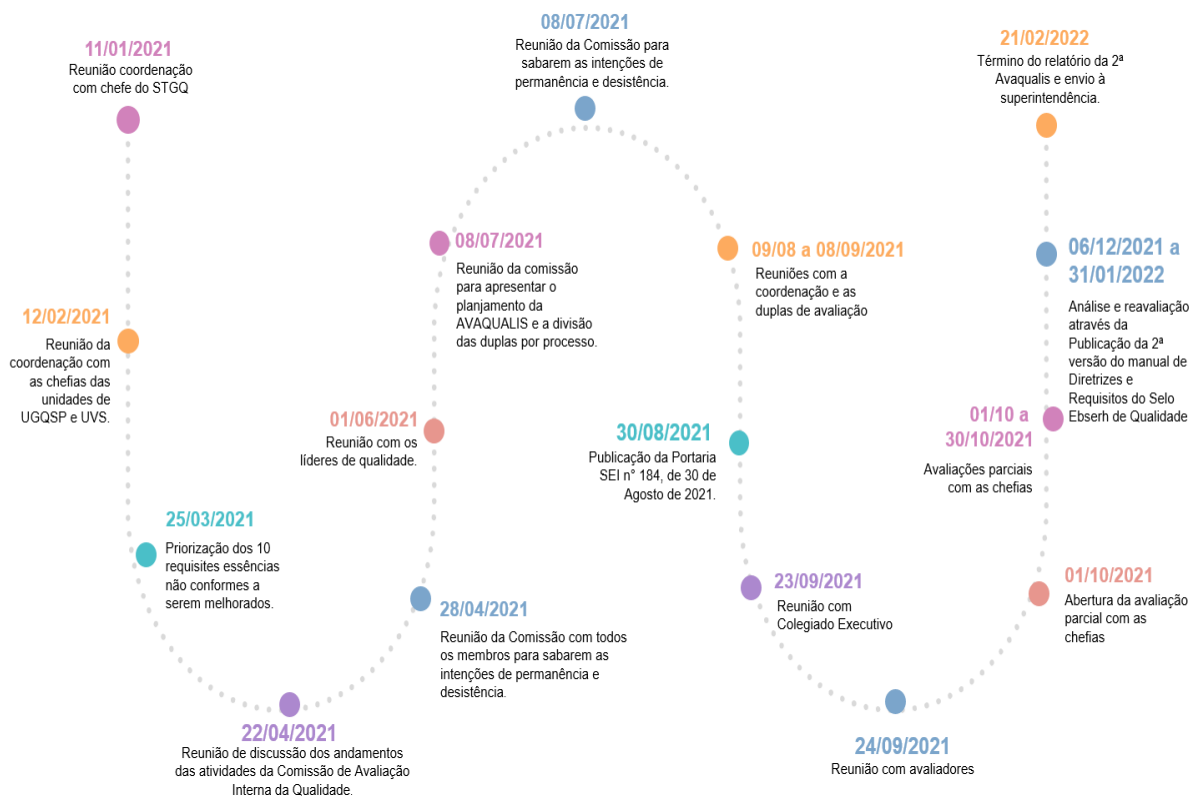 11/01/2021
Reunião coordenação
com chefe do STGQ
12/02/2021
Reunião da
coordenação com
as chefias das
unidades de
UGQSP e UVS.
25/03/2021
Priorização dos 10
requisites essências
não conformes a
serem melhorados.
22/04/2021
Reunião de discussão dos andamentos
das atividades da Comissão de Avaliação
Interna da Qualidade.
28/04/2021
Reunião da Comissão com todos
os membros para sabarem as
intenções de permanência e
desistência.
01/06/2021
Reunião com os
líderes de qualidade.
08/07/2021
Reunião da comissão
para apresentar o
planjamento da
AVAQUALIS e a divisão
das duplas por processo.
08/07/2021
Reunião da Comissão para
sabarem as intenções de
permanência e desistência.
09/08 a 08/09/2021
Reuniões com a
coordenação e as
duplas de avaliação
30/08/2021
Publicação da Portaria
SEI n° 184, de 30 de
Agosto de 2021.
23/09/2021
Reunião com
Colegiado Executivo
24/09/2021
Reunião com avaliadores
01/10/2021
Abertura da avaliação
parcial com as
chefias
01/10 a
30/10/2021
Avaliações parciais
com as chefias
06/12/2021 a
31/01/2022
Análise e reavaliação
através da
Publicação da 2ª
versão do manual de
Diretrizes e
Requisitos do Selo
Ebserh de Qualidade
21/02/2022
Término do relatório da 2ª
Avaqualis e envio à
superintendência.